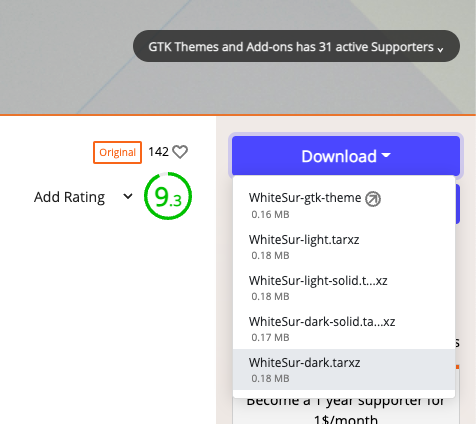 GTK Themes and Add-ons has 31 active Supporters
Original
142
Download
Add Rating
9.3
WhiteSur-gtk-theme
0.16 MB
WhiteSur-light.tarxz
0.18 MB
WhiteSur-light-solid.t...xz
0.18 MB
WhiteSur-dark-solid.ta...xz
0.17 MB
WhiteSur-dark.tarxz
0.18 MB
s
Become a 1 year supporter for
1$/month